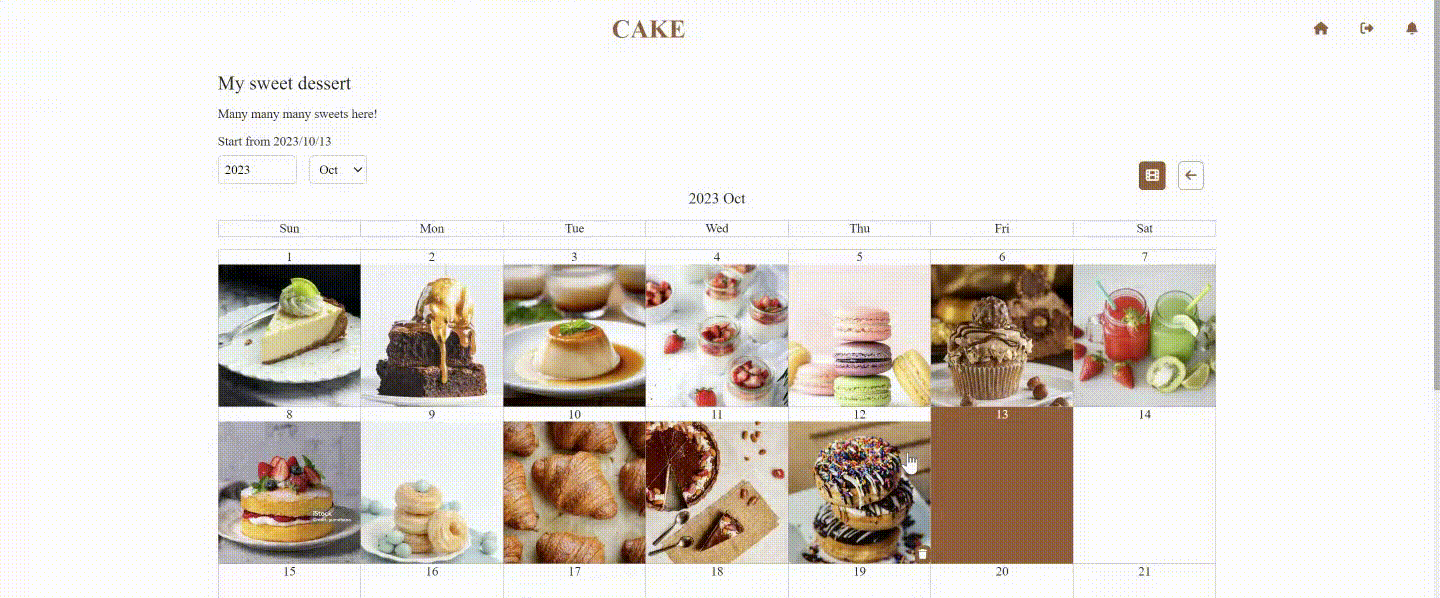 CAKE
My sweet dessert
Many many many sweets here!
Start from 2023/10/13
2023 Oct
2023 Oct
Sun Mon Tue Wed Thu Fri Sat
1 2 3 4 5 6 7
8 9 10 11 12 13 14
iStock
15 16 17 18 19 20 21